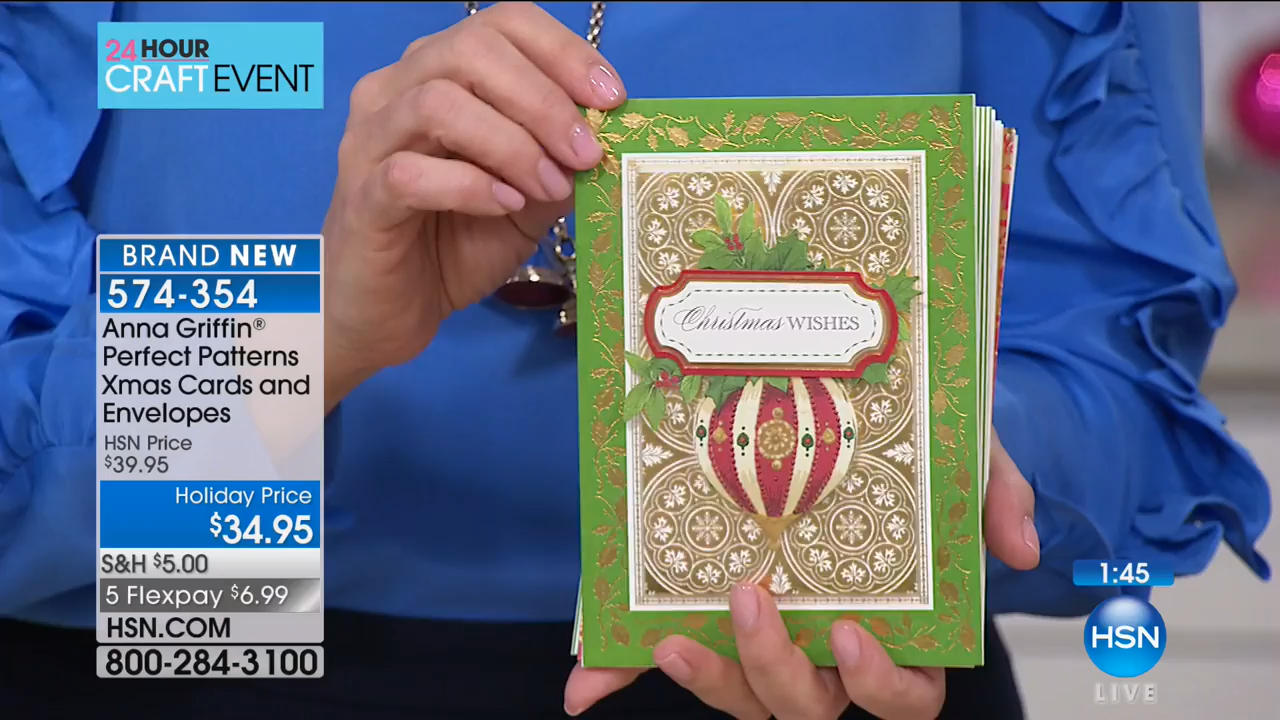 24 HOUR
CRAFT EVENT
BRAND NEW
574-354
Anna Griffin®
Perfect Patterns
Xmas Cards and
Envelopes
HSN Price
$39.95
Holiday Price
$34.95
S&H $5.00
5 Flexpay $6.99
HSN.COM
800-284-3100
Christmas WISHES
1:45
HSN
LIVE